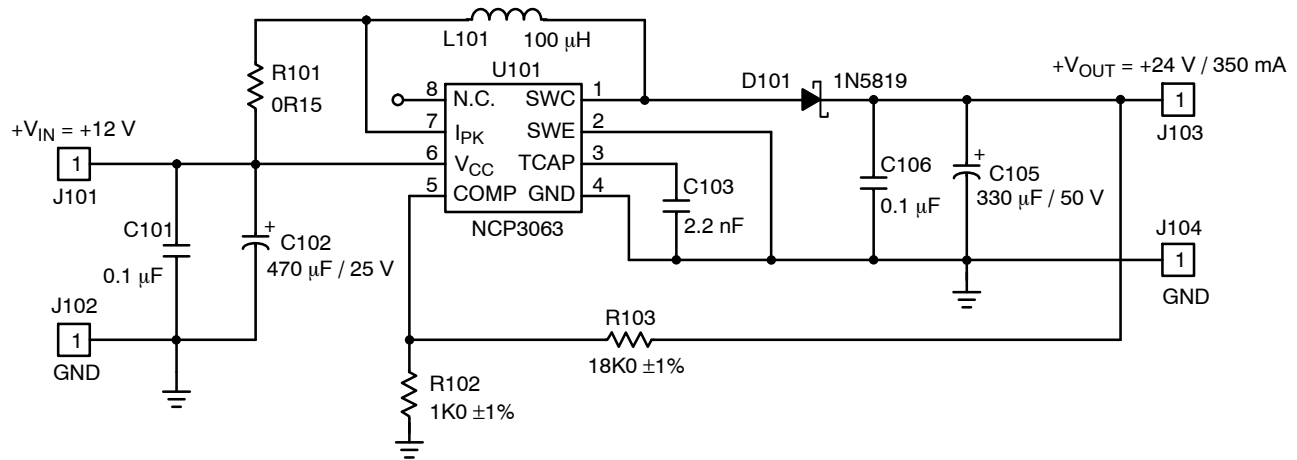 L101 100 μH
R101
0R15
U101
8 N.C. SWC 1
7 IPK SWE 2
6 VCC TCAP 3
5 COMP GND 4
NCP3063
+VIN = +12 V
1
J101
C101
0.1 μF
+
C102
470 μF / 25 V
J102
1
GND
C103
2.2 nF
D101 1N5819
+VOUT = +24 V / 350 mA
1
J103
C106
0.1 μF
+
C105
330 μF / 50 V
J104
1
GND
R103
18K0 ±1%
R102
1K0 ±1%